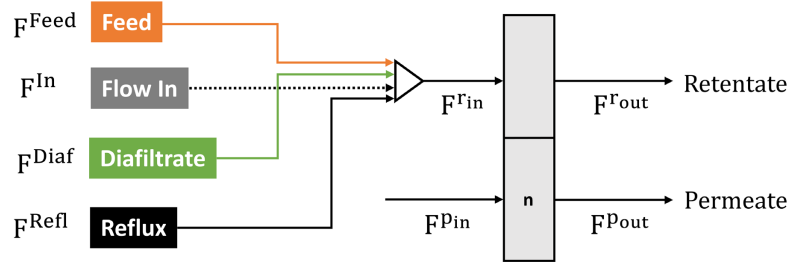 F^Feed Feed
F^In Flow In
F^r_in F^r_out Retentate
F^Diaf Diafiltrate
n
F^Refl Reflux
F^p_in F^p_out Permeate